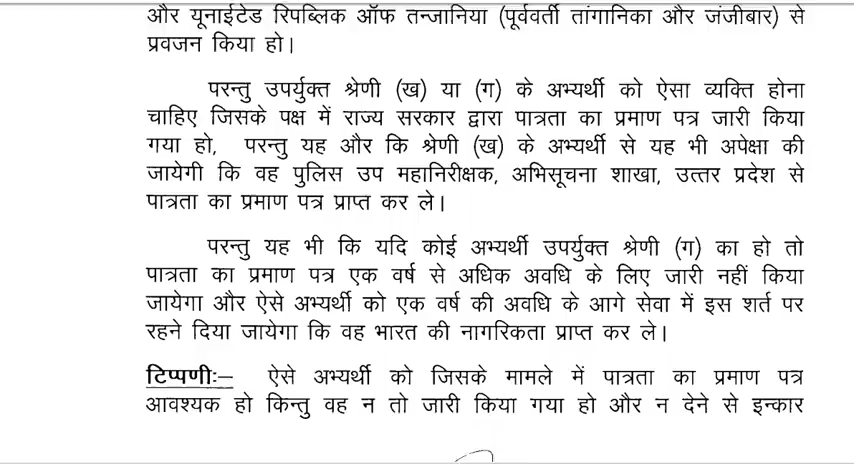 और यूनाईटेड रिपब्लिक ऑफ तन्जानिया (पूर्ववर्ती तांगानिका और जंजीबार) से
प्रवजन किया हो।
परन्तु उपर्युक्त श्रेणी (ख) या (ग) के अभ्यर्थी को ऐसा व्यक्ति होना
चाहिए जिसके पक्ष में राज्य सरकार द्वारा पात्रता का प्रमाण पत्र जारी किया
गया हो, परन्तु यह और कि श्रेणी (ख) के अभ्यर्थी से यह भी अपेक्षा की
जायेगी कि वह पुलिस उप महानिरीक्षक, अभिसूचना शाखा, उत्तर प्रदेश से
पात्रता का प्रमाण पत्र प्राप्त कर ले।
परन्तु यह भी कि यदि कोई अभ्यर्थी उपर्युक्त श्रेणी (ग) का हो तो
पात्रता का प्रमाण पत्र एक वर्ष से अधिक अवधि के लिए जारी नहीं किया
जायेगा और ऐसे अभ्यर्थी को एक वर्ष की अवधि के आगे सेवा में इस शर्त पर
रहने दिया जायेगा कि वह भारत की नागरिकता प्राप्त कर ले।
टिप्पणीः– ऐसे अभ्यर्थी को जिसके मामले में पात्रता का प्रमाण पत्र
आवश्यक हो किन्तु वह न तो जारी किया गया हो और न देने से इन्कार